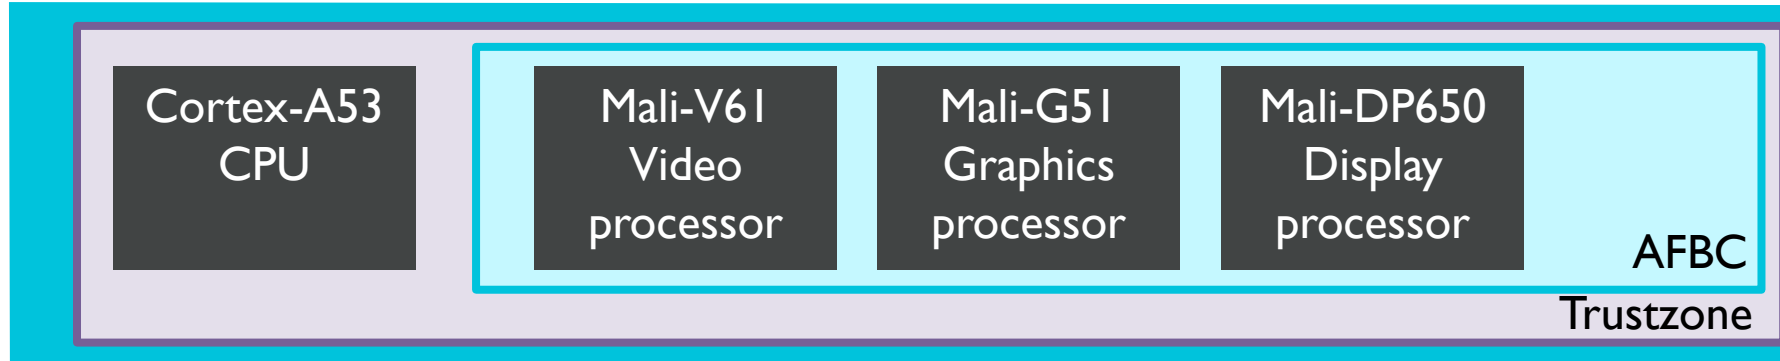 Cortex-A53
CPU
Mali-V61
Video
processor
Mali-G51
Graphics
processor
Mali-DP650
Display
processor
AFBC
Trustzone